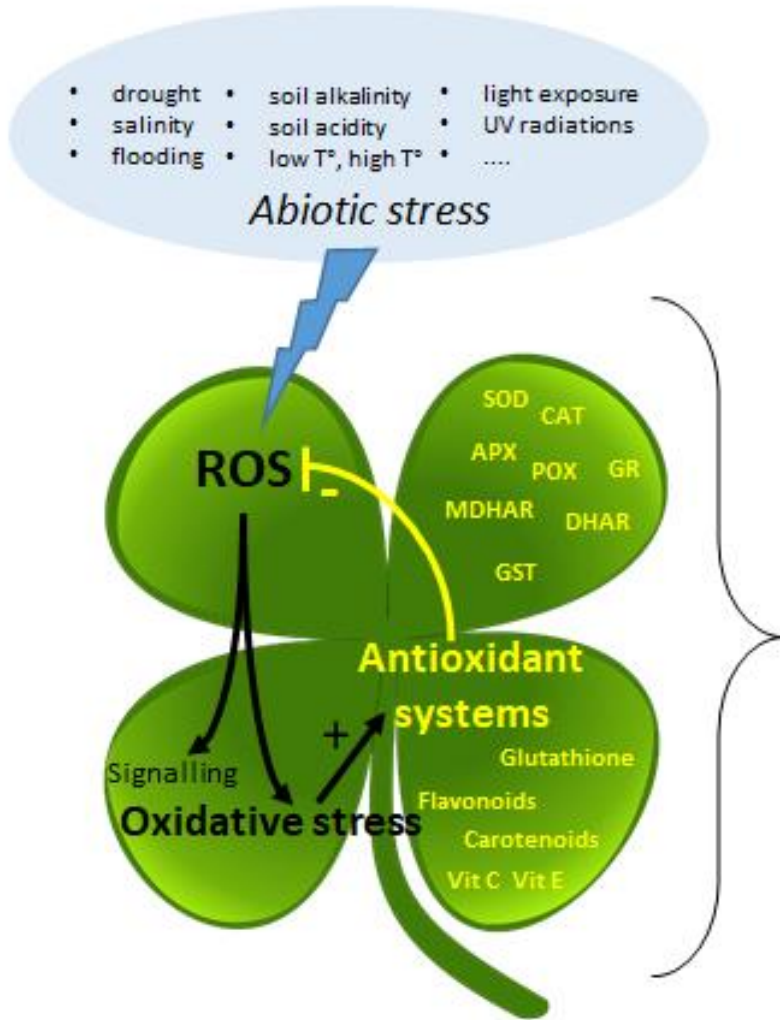 • drought • soil alkalinity • light exposure
• salinity soil acidity • UV radiations
• flooding • low T°, high T° • ....
Abiotic stress
SOD
CAT
ROS
APX
POX
GR
-
MDHAR
DHAR
GST
Antioxidant
systems
+
Glutathione
Signalling
Flavonoids
Oxidative stress
Carotenoids
Vit C Vit E